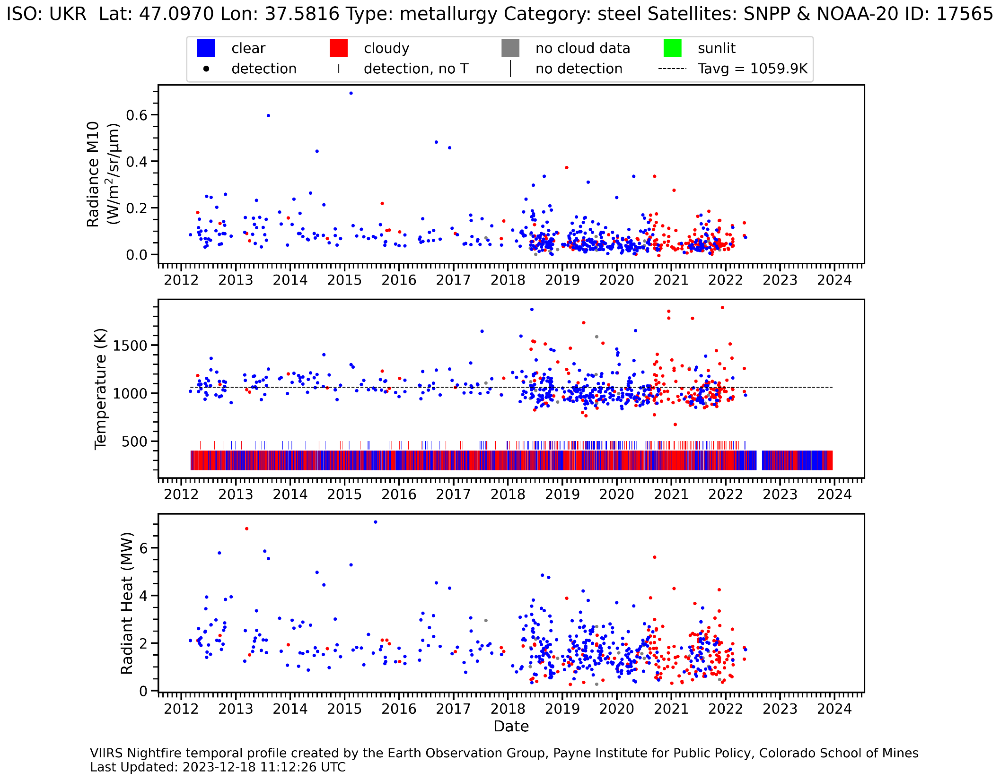 ISO: UKR  Lat: 47.0970 Lon: 37.5816 Type: metallurgy Category: steel Satellites: SNPP & NOAA-20 ID: 17565
clear cloudy no cloud data sunlit
detection detection, no T no detection Tavg = 1059.9K
Radiance M10
(W/m²/sr/μm)
0.6
0.4
0.2
0.0
2012 2013 2014 2015 2016 2017 2018 2019 2020 2021 2022 2023 2024
Temperature (K)
1500
1000
500
2012 2013 2014 2015 2016 2017 2018 2019 2020 2021 2022 2023 2024
Radiant Heat (MW)
6
4
2
0
2012 2013 2014 2015 2016 2017 2018 2019 2020 2021 2022 2023 2024
Date
VIIRS Nightfire temporal profile created by the Earth Observation Group, Payne Institute for Public Policy, Colorado School of Mines
Last Updated: 2023-12-18 11:12:26 UTC